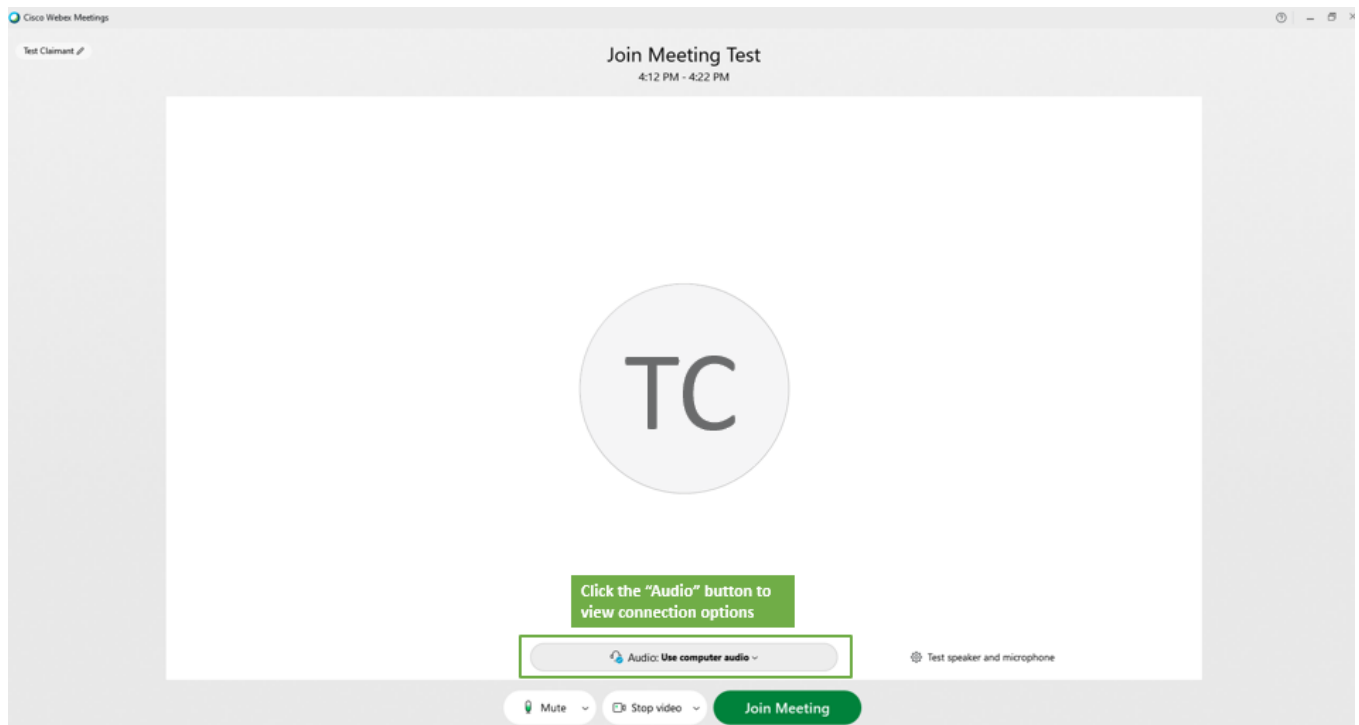 Cisco Webex Meetings
Test Claimant
Join Meeting Test
4:12 PM - 4:22 PM
TC
Click the “Audio” button to
view connection options
Audio: Use computer audio
Test speaker and microphone
Mute
Stop video
Join Meeting